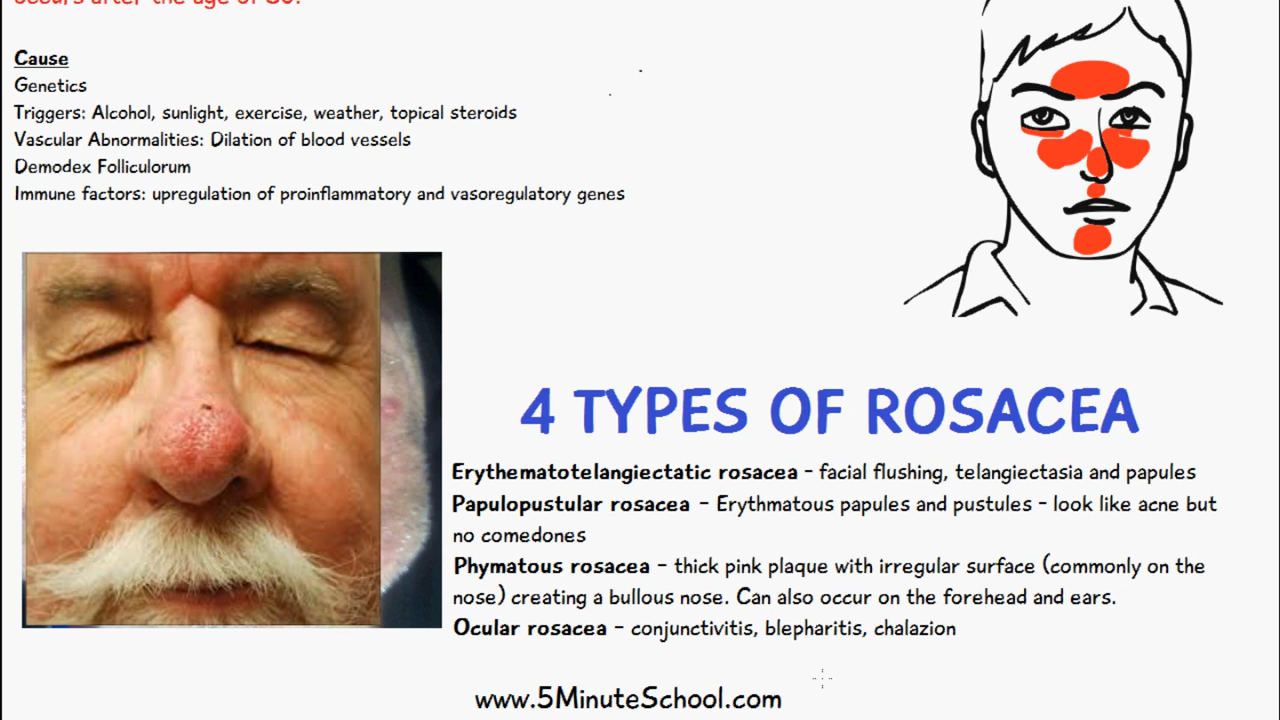 occurs after the age of 30.
Cause
Genetics
Triggers: Alcohol, sunlight, exercise, weather, topical steroids
Vascular Abnormalities: Dilation of blood vessels
Demodex Folliculorum
Immune factors: upregulation of proinflammatory and vasoregulatory genes
4 TYPES OF ROSACEA
Erythematotelangiectatic rosacea - facial flushing, telangiectasia and papules
Papulopustular rosacea - Erythmatous papules and pustules - look like acne but
no comedones
Phymatous rosacea - thick pink plaque with irregular surface (commonly on the
nose) creating a bullous nose. Can also occur on the forehead and ears.
Ocular rosacea - conjunctivitis, blepharitis, chalazion
www.5MinuteSchool.com